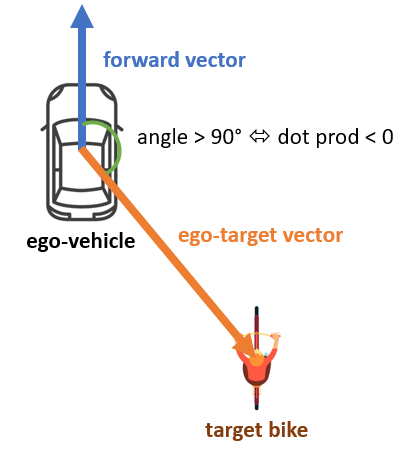 forward vector
angle > 90° ⇔ dot prod < 0
ego-vehicle
ego-target vector
target bike